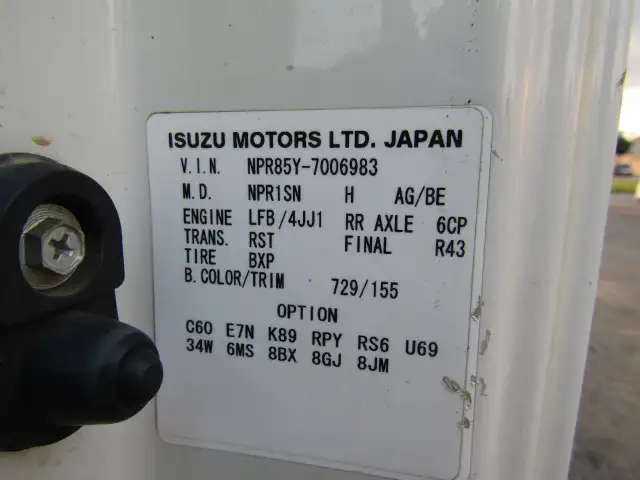 ISUZU MOTORS LTD. JAPAN
V.I.N. NPR85Y-7006983
M.D. NPR1SN H AG/BE
ENGINE LFB/4JJ1 RR AXLE 6CP
TRANS. RST FINAL R43
TIRE BXP
B.COLOR/TRIM 729/155
OPTION
C60 E7N K89 RPY RS6 U69
34W 6MS 8BX 8GJ 8JM